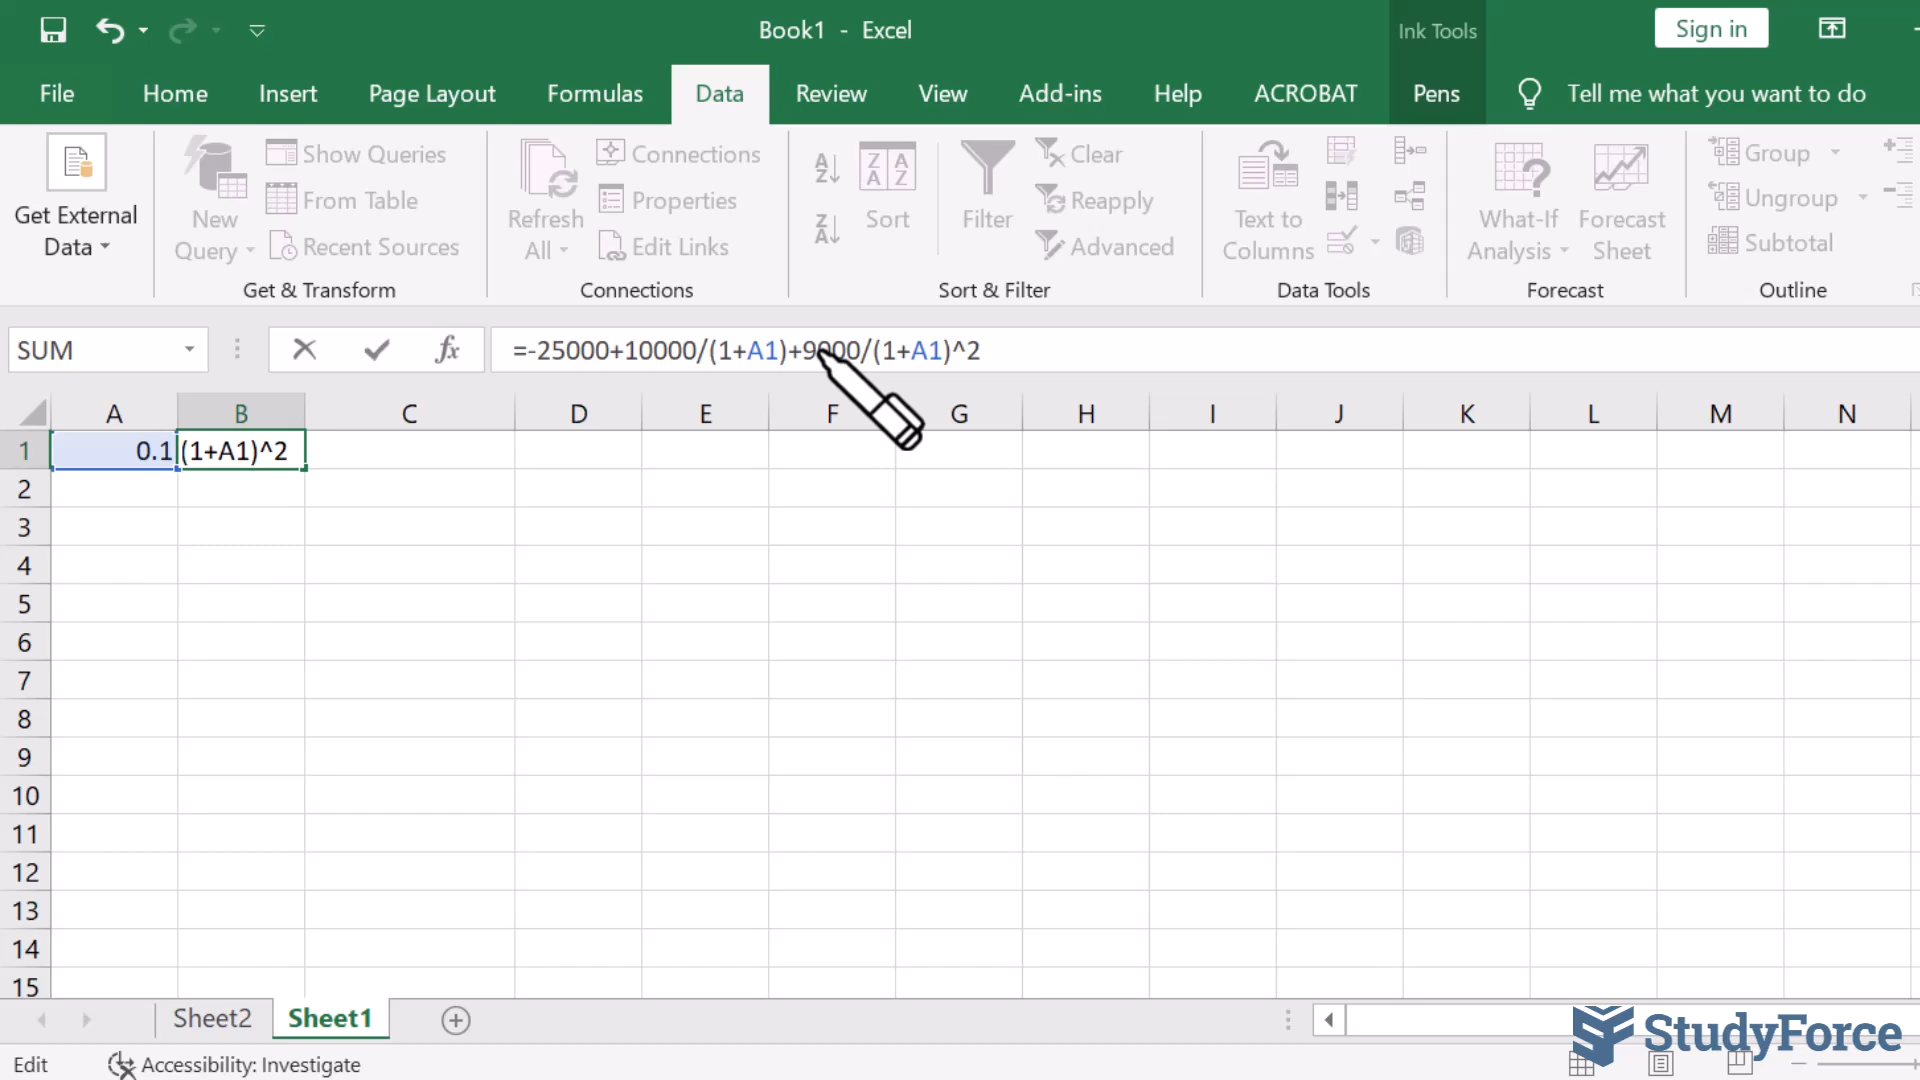 Book1 - Excel
Ink Tools
Sign in
File Home Insert Page Layout Formulas Data Review View Add-ins Help ACROBAT Pens Tell me what you want to do
Get External
Data
New
Query
Show Queries
From Table
Recent Sources
Get & Transform
Refresh
All
Connections
Properties
Edit Links
Connections
Sort
Filter
Clear
Reapply
Advanced
Sort & Filter
Text to
Columns
Data Tools
What-If
Analysis
Forecast
Sheet
Forecast
Group
Ungroup
Subtotal
Outline
SUM
fx
=-25000+10000/(1+A1)+9000/(1+A1)^2
A B C D E F G H I J K L M N
1 0.1 (1+A1)^2
2
3
4
5
6
7
8
9
10
11
12
13
14
15
Sheet2 Sheet1
StudyForce
Edit Accessibility: Investigate